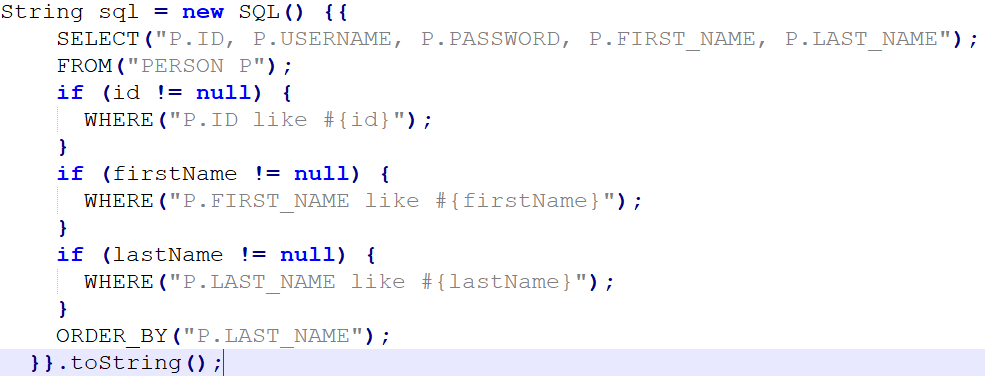 String sql = new SQL() {{
    SELECT("P.ID, P.USERNAME, P.PASSWORD, P.FIRST_NAME, P.LAST_NAME");
    FROM("PERSON P");
    if (id != null) {
      WHERE("P.ID like #{id}");
    }
    if (firstName != null) {
      WHERE("P.FIRST_NAME like #{firstName}");
    }
    if (lastName != null) {
      WHERE("P.LAST_NAME like #{lastName}");
    }
    ORDER_BY("P.LAST_NAME");
  }}.toString();